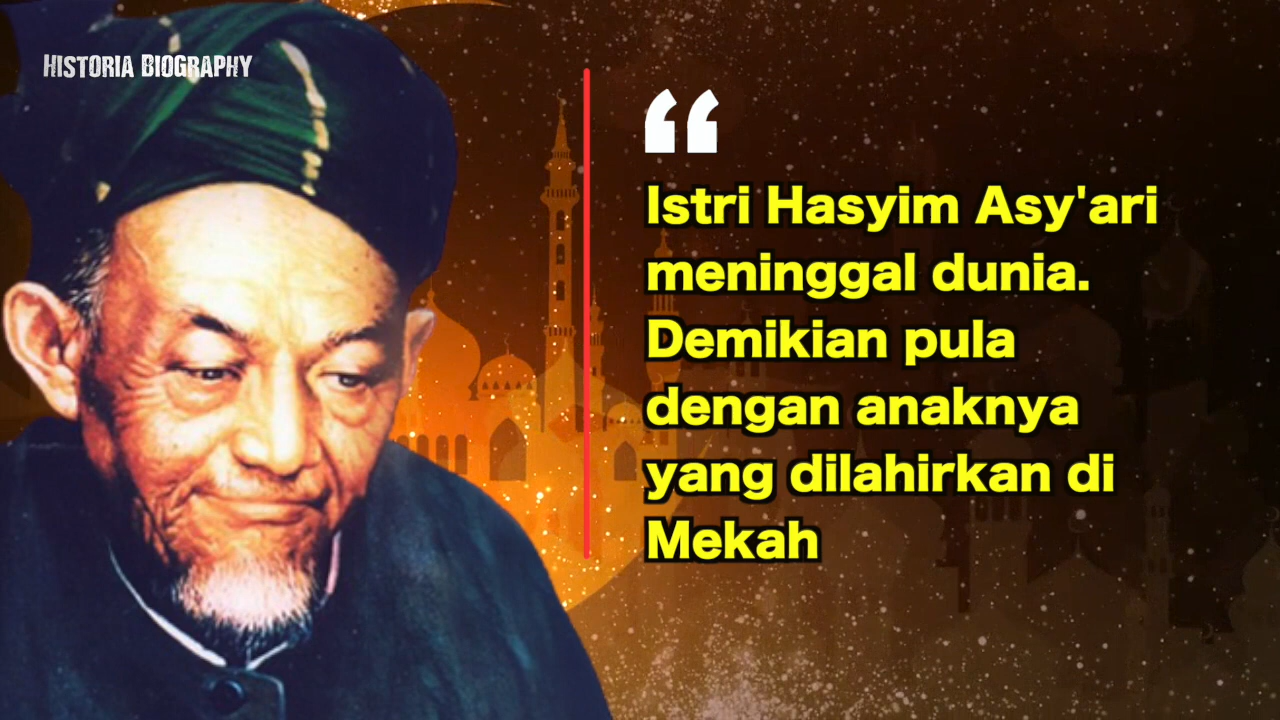 HISTORIA BIOGRAPHY
“
Istri Hasyim Asy'ari
meninggal dunia.
Demikian pula
dengan anaknya
yang dilahirkan di
Mekah